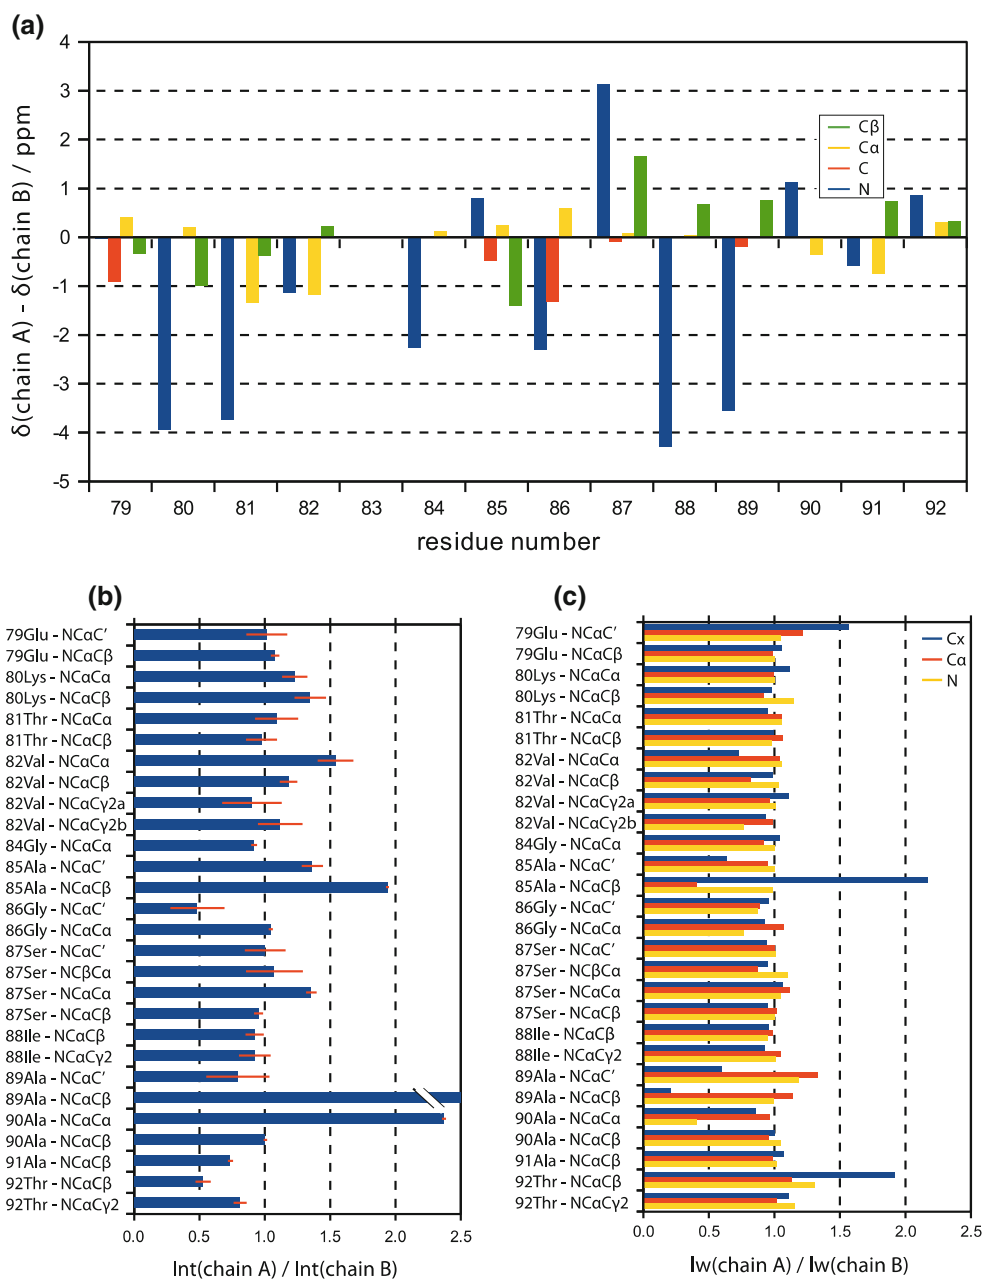 (a)
4
3
2
1
0
-1
-2
-3
-4
-5
δ(chain A) - δ(chain B) / ppm
Cβ
Cα
C
N
79 80 81 82 83 84 85 86 87 88 89 90 91 92
residue number
(b)
79Glu - NCαC'
79Glu - NCαCβ
80Lys - NCαCα
80Lys - NCαCβ
81Thr - NCαCα
81Thr - NCαCβ
82Val - NCαCα
82Val - NCαCβ
82Val - NCαCγ2a
82Val - NCαCγ2b
84Gly - NCαCα
85Ala - NCαC'
85Ala - NCαCβ
86Gly - NCαC'
86Gly - NCαCα
87Ser - NCαC'
87Ser - NCβCα
87Ser - NCαCα
87Ser - NCαCβ
88Ile - NCαCβ
88Ile - NCαCγ2
89Ala - NCαC'
89Ala - NCαCβ
90Ala - NCαCα
90Ala - NCαCβ
91Ala - NCαCβ
92Thr - NCαCβ
92Thr - NCαCγ2
0.0 0.5 1.0 1.5 2.0 2.5
Int(chain A) / Int(chain B)
(c)
Cx
Cα
N
79Glu - NCαC'
79Glu - NCαCβ
80Lys - NCαCα
80Lys - NCαCβ
81Thr - NCαCα
81Thr - NCαCβ
82Val - NCαCα
82Val - NCαCβ
82Val - NCαCγ2a
82Val - NCαCγ2b
84Gly - NCαCα
85Ala - NCαC'
85Ala - NCαCβ
86Gly - NCαC'
86Gly - NCαCα
87Ser - NCαC'
87Ser - NCβCα
87Ser - NCαCα
87Ser - NCαCβ
88Ile - NCαCβ
88Ile - NCαCγ2
89Ala - NCαC'
89Ala - NCαCβ
90Ala - NCαCα
90Ala - NCαCβ
91Ala - NCαCβ
92Thr - NCαCβ
92Thr - NCαCγ2
0.0 0.5 1.0 1.5 2.0 2.5
lw(chain A) / lw(chain B)